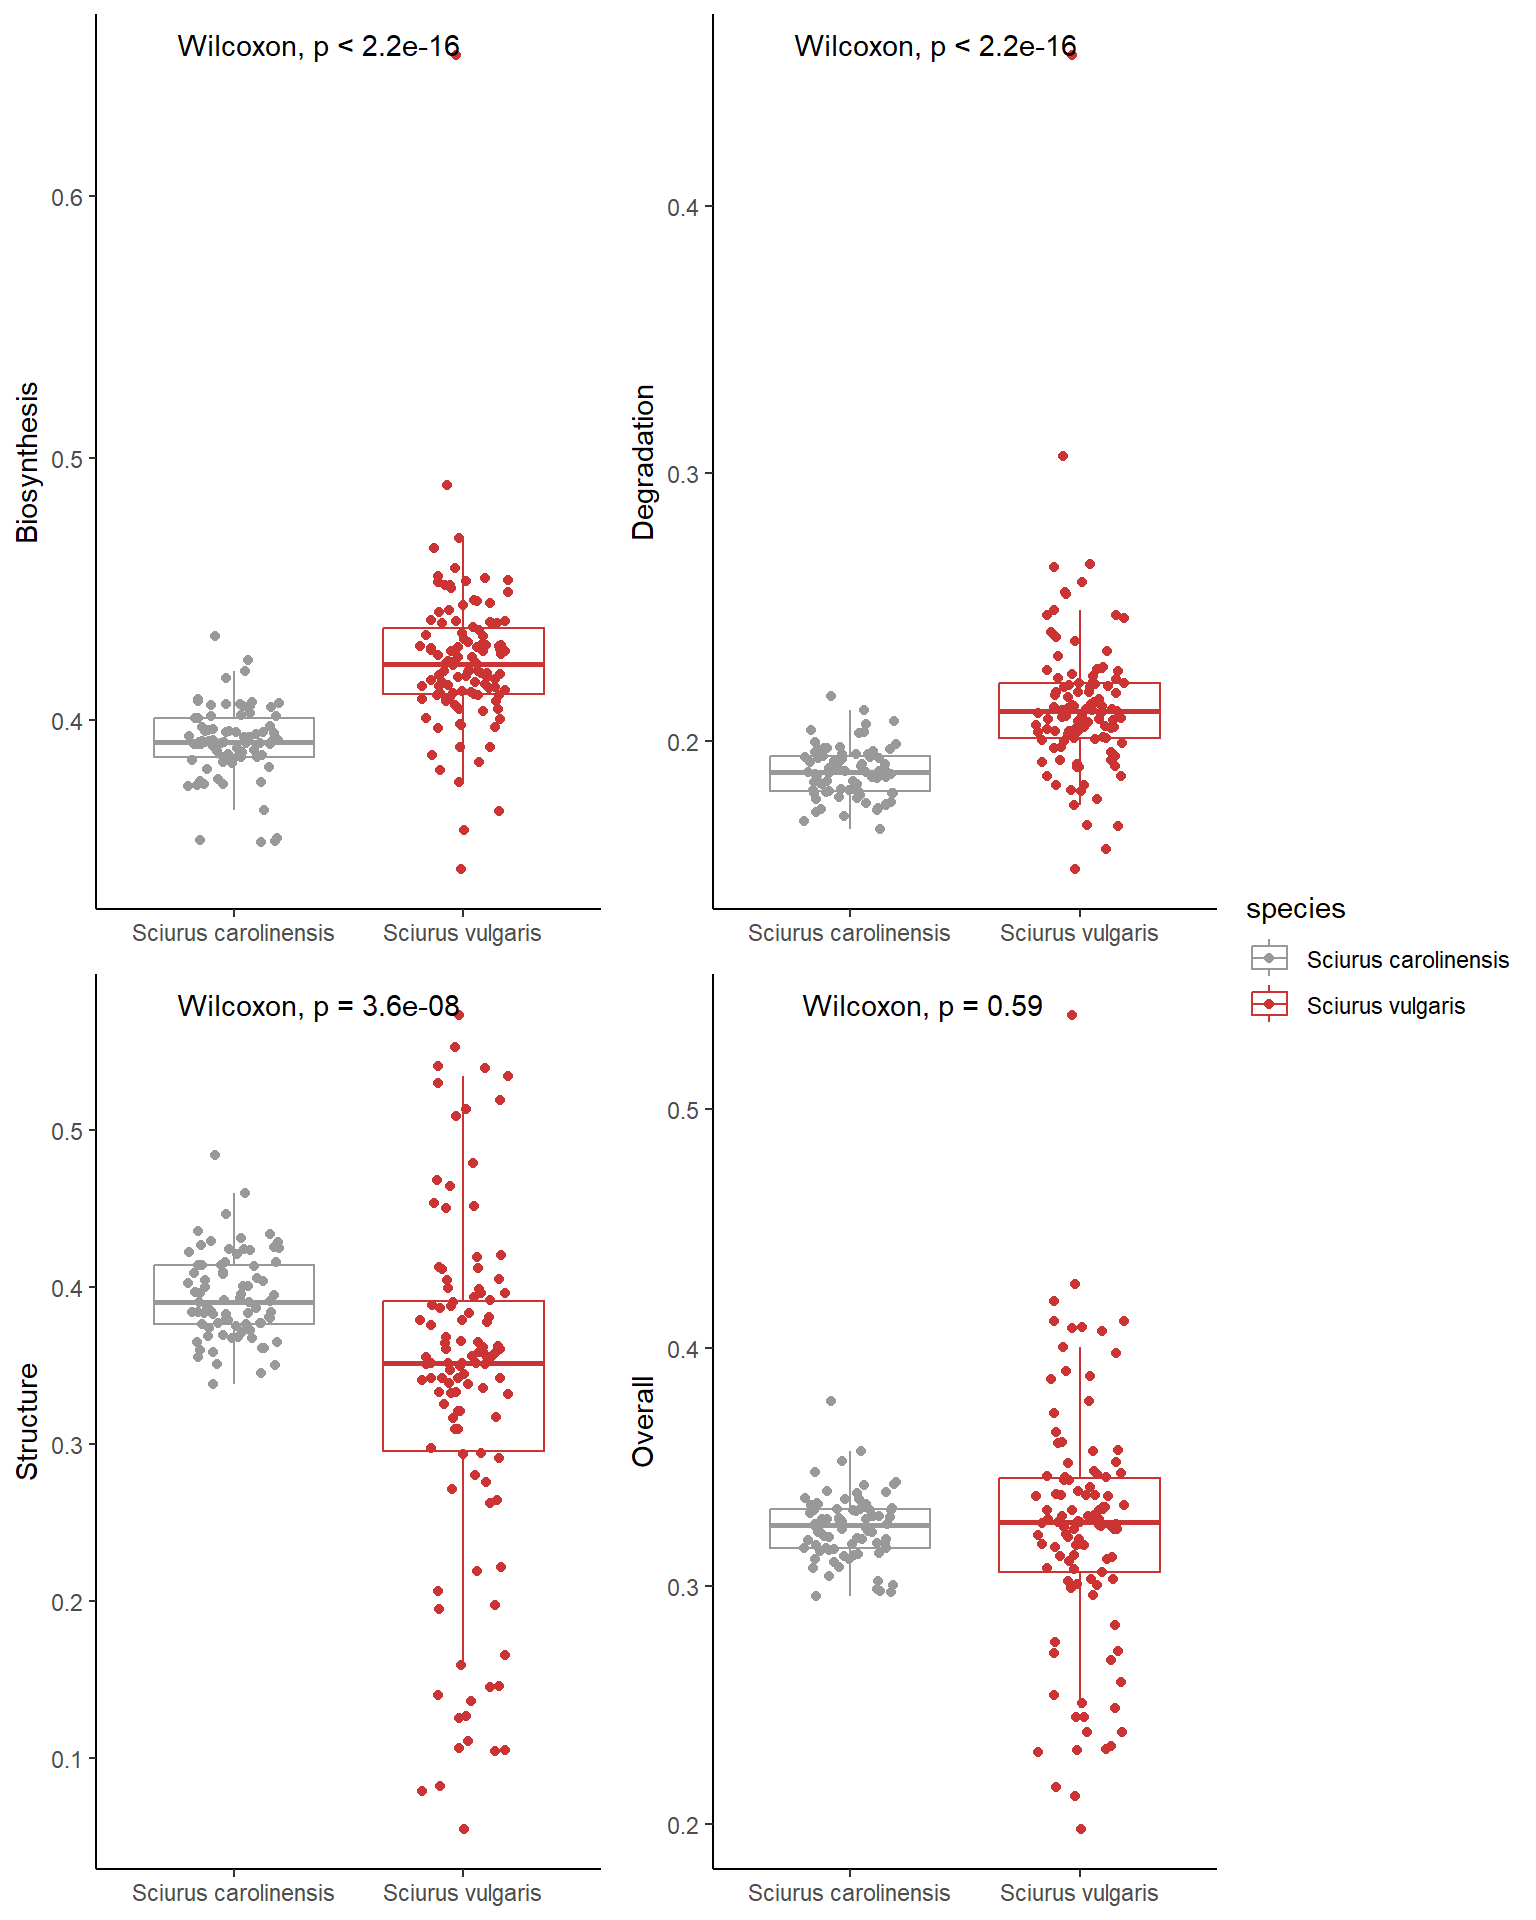 Wilcoxon, p < 2.2e-16
Biosynthesis
0.6
0.5
0.4
Sciurus carolinensis
Sciurus vulgaris
Wilcoxon, p < 2.2e-16
Degradation
0.4
0.3
0.2
Sciurus carolinensis
Sciurus vulgaris
species
Sciurus carolinensis
Sciurus vulgaris
Wilcoxon, p = 3.6e-08
Structure
0.5
0.4
0.3
0.2
0.1
Sciurus carolinensis
Sciurus vulgaris
Wilcoxon, p = 0.59
Overall
0.5
0.4
0.3
0.2
Sciurus carolinensis
Sciurus vulgaris